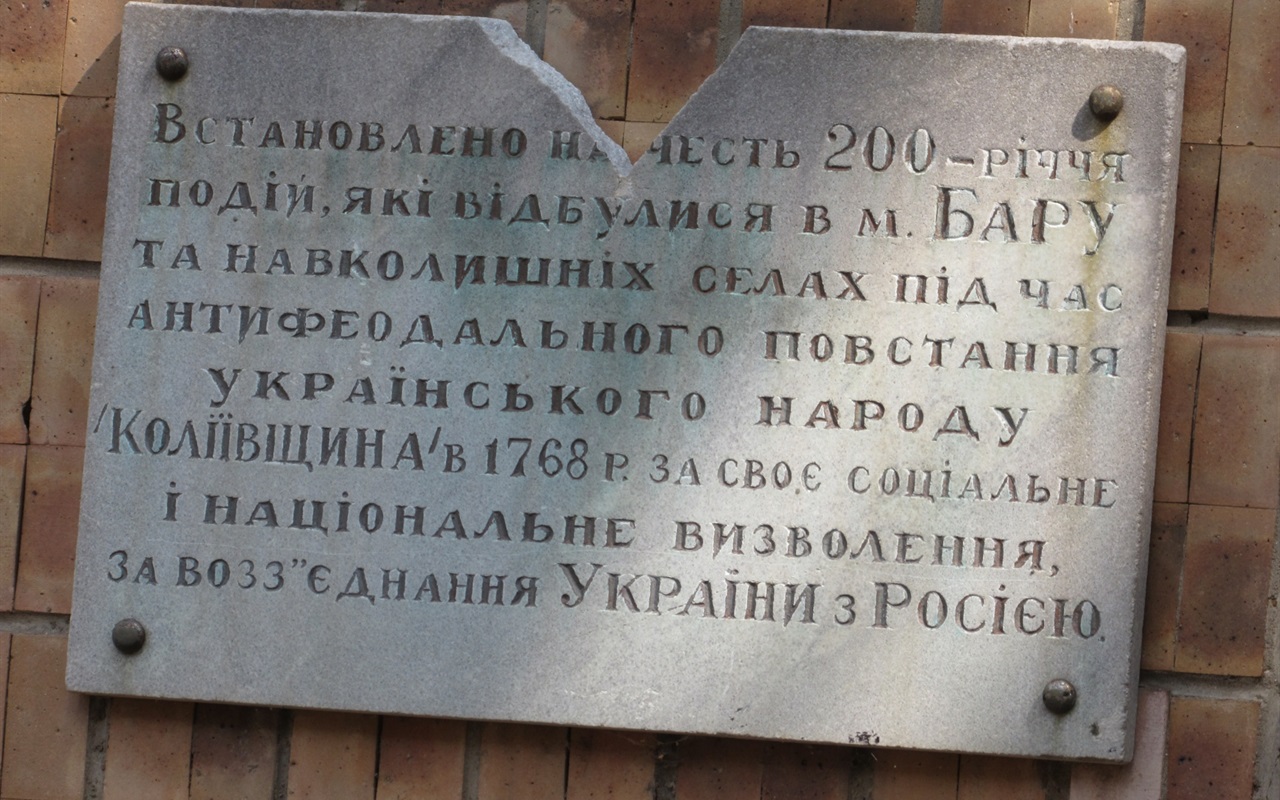 Встановлено на честь 200-річчя
подій, які відбулися в м. Бару
та навколишніх селах під час
антифеодального повстання
українського народу
/Коліївщина/ в 1768 р. за своє соціальне
і національне визволення,
за возз"єднання України з Росією.